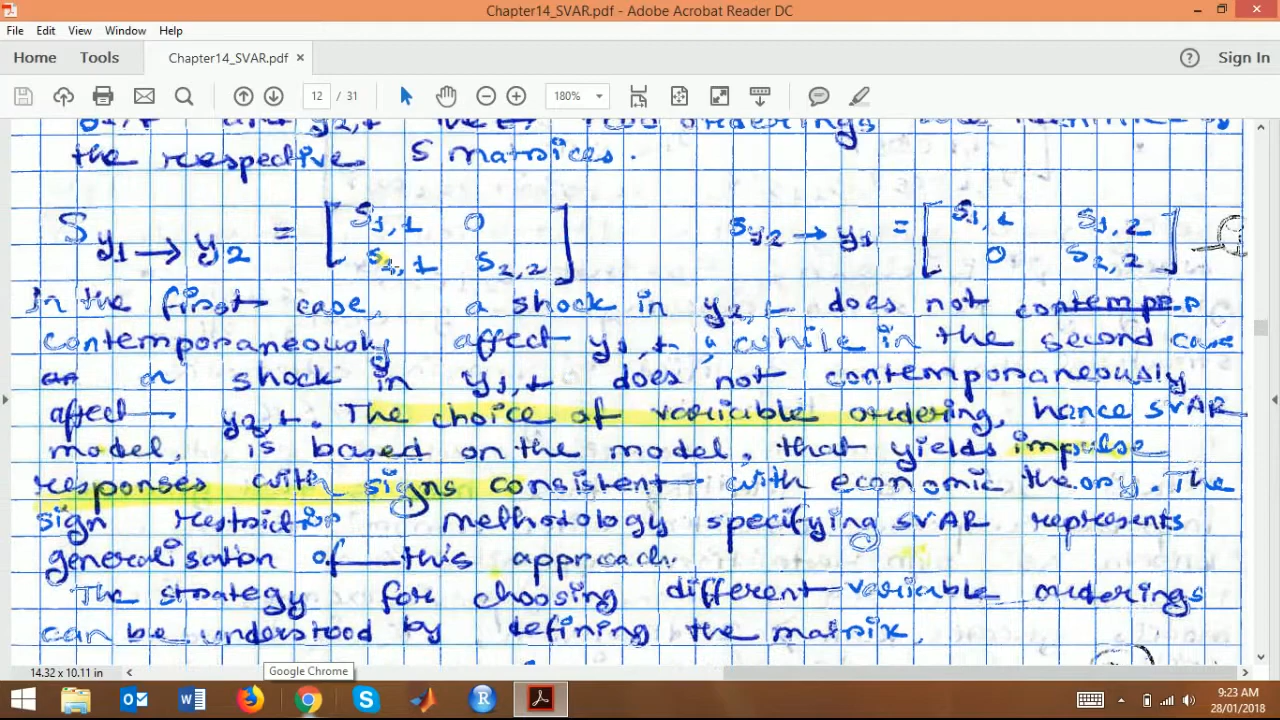 Chapter14_SVAR.pdf - Adobe Acrobat Reader DC
File Edit View Window Help
Home Tools Chapter14_SVAR.pdf × Sign In
12 / 31 180%
the respective S matrices.
S y1 → y2 = [ S1,1 0 ; S2,1 S2,2 ] S y2 → y1 = [ S1,1 S1,2 ; 0 S2,2 ]
In the first case, a shock in y2,t does not contemp
contemporaneously affect y1,t, while in the second case
a shock in y1,t does not contemporaneously
affect y2,t. The choice of variable ordering, hance SVAR
model, is based on the model, that yields impulse
responses with signs consistent with economic theory. The
sign restriction methodology specifying SVAR represents
generalisation of this approach.
The strategy for choosing different variable orderings
can be understood by defining the matrix,
14.32 x 10.11 in
Google Chrome
9:23 AM
28/01/2018